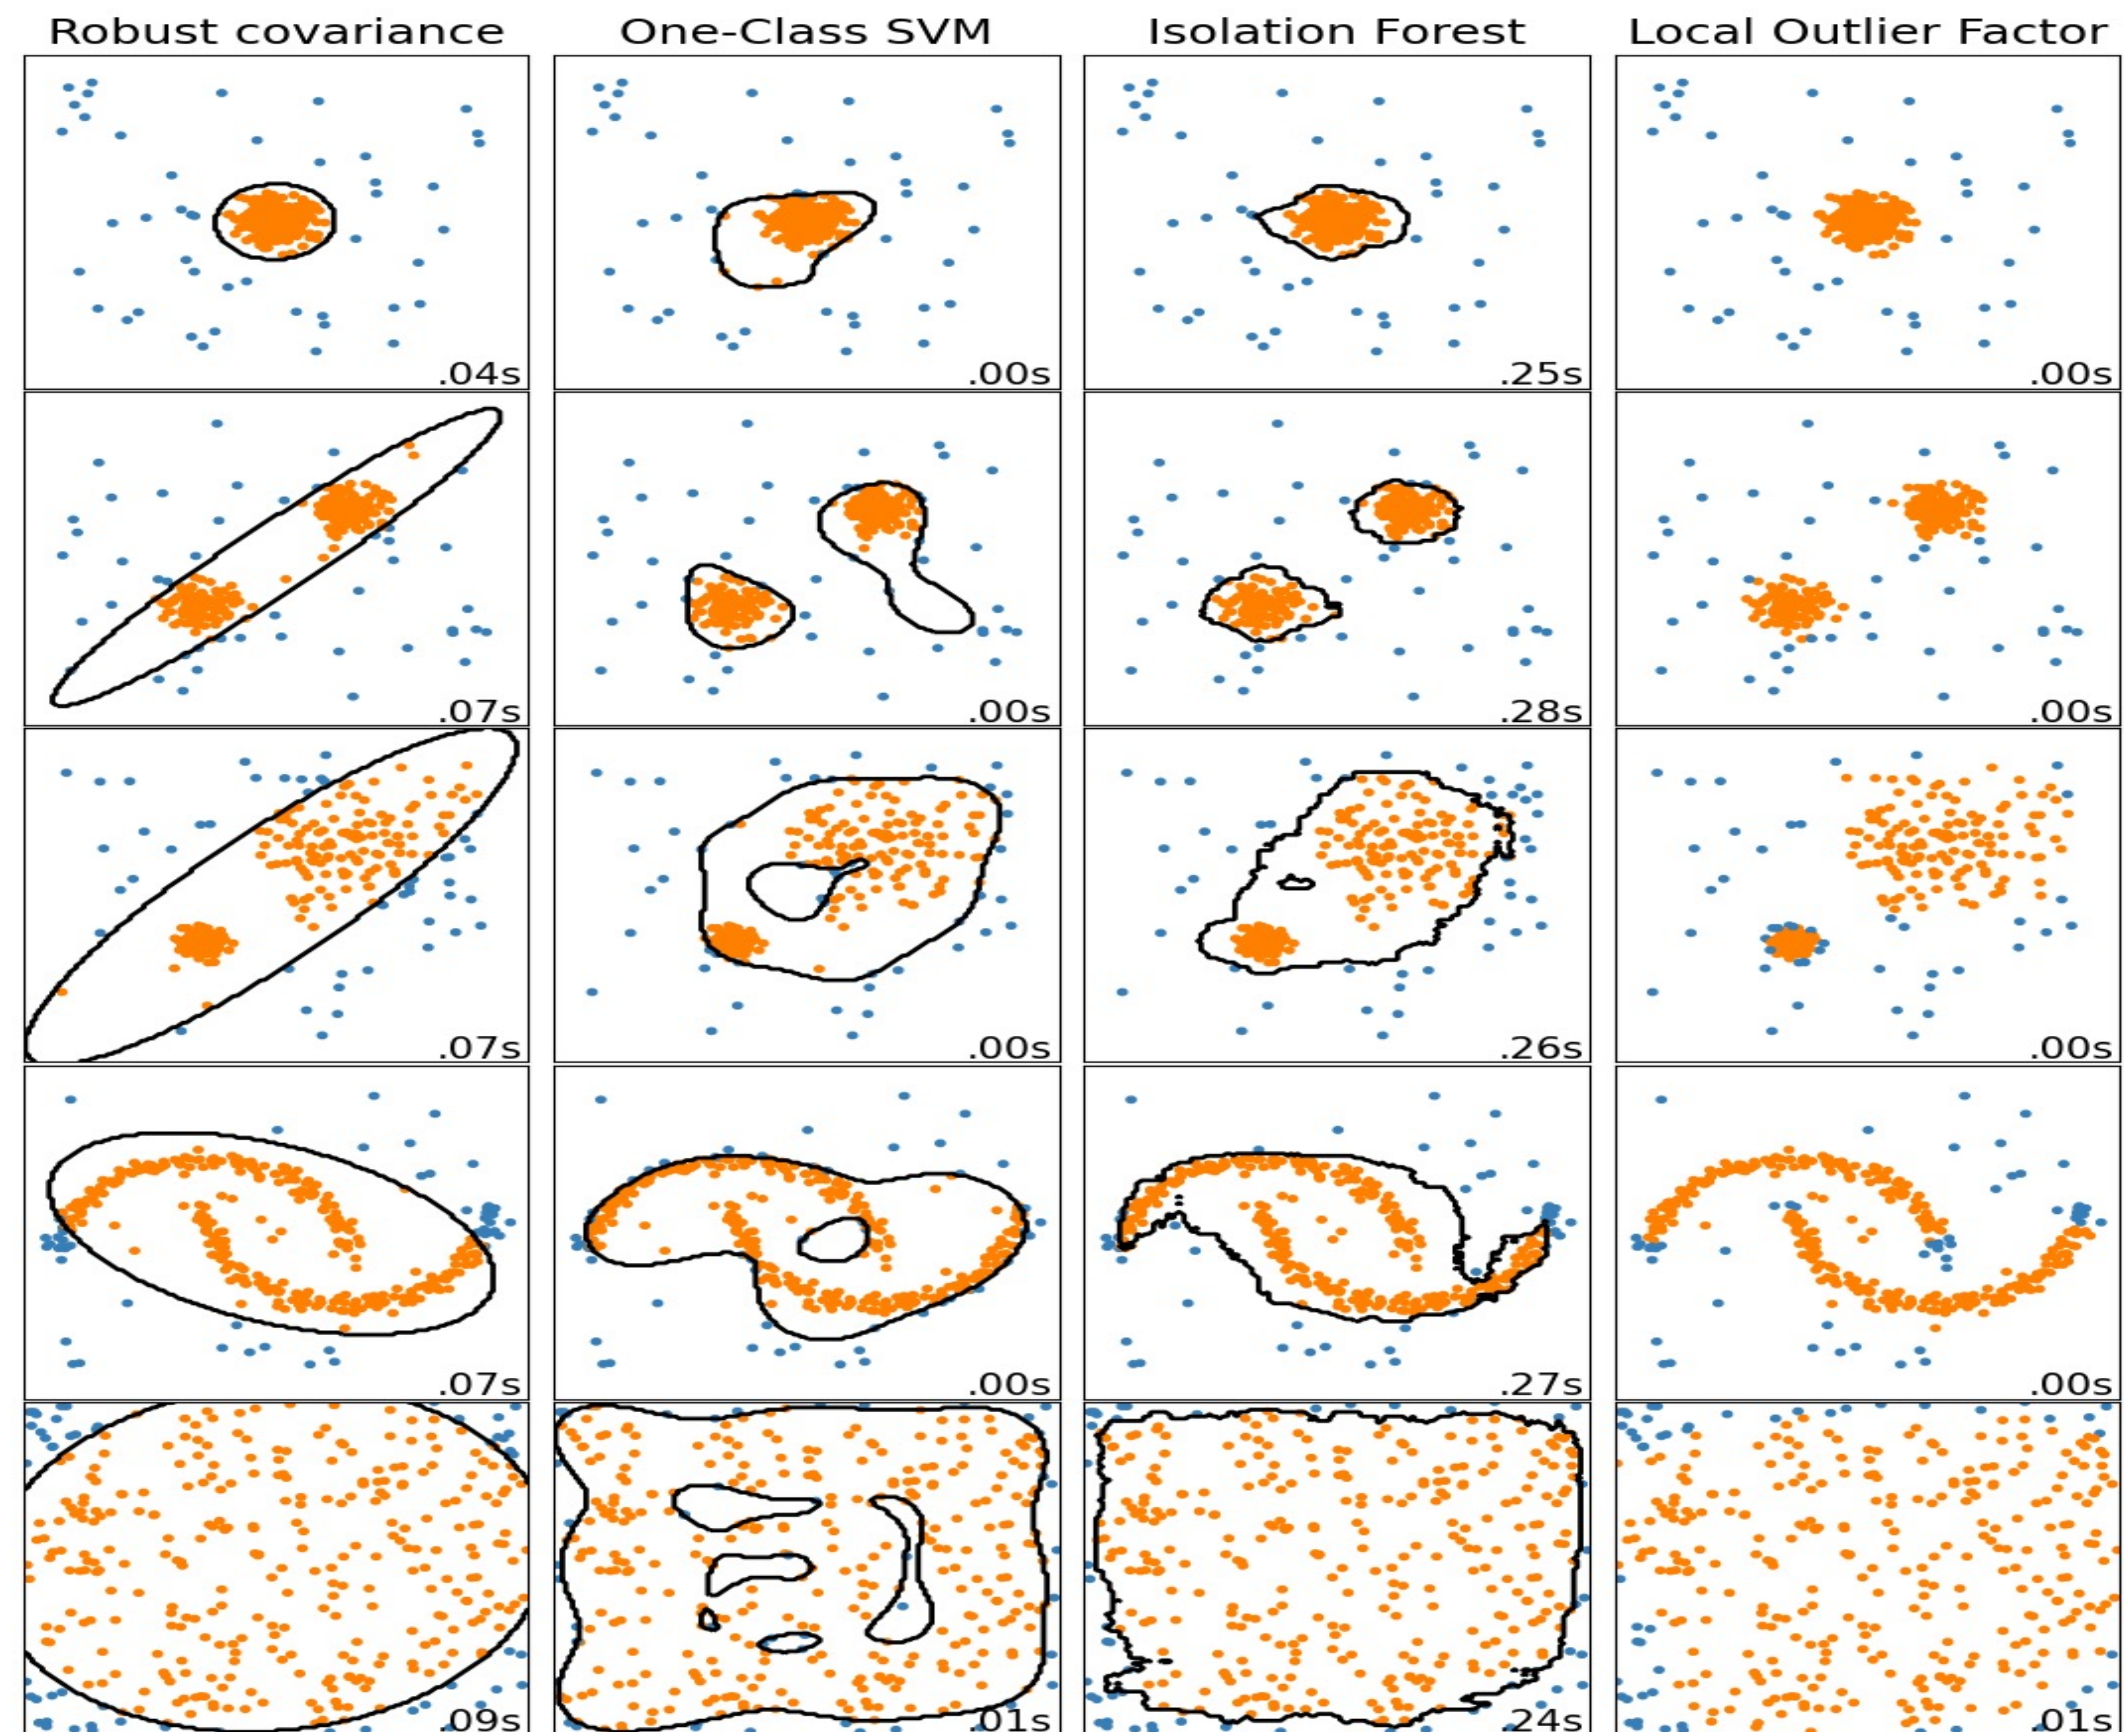 Robust covariance One-Class SVM Isolation Forest Local Outlier Factor
.04s .00s .25s .00s
.07s .00s .28s .00s
.07s .00s .26s .00s
.07s .00s .27s .00s
.09s .01s .24s .01s